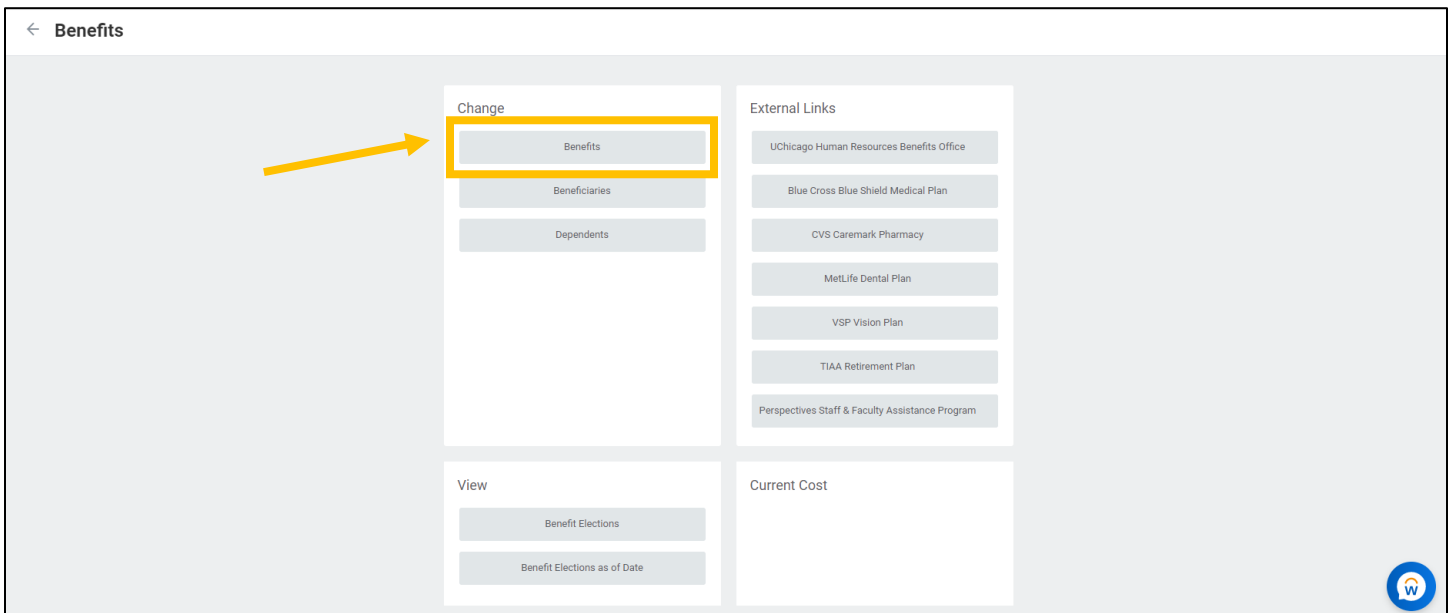 Benefits
Change
Benefits
Beneficiaries
Dependents
External Links
UChicago Human Resources Benefits Office
Blue Cross Blue Shield Medical Plan
CVS Caremark Pharmacy
MetLife Dental Plan
VSP Vision Plan
TIAA Retirement Plan
Perspectives Staff & Faculty Assistance Program
View
Benefit Elections
Benefit Elections as of Date
Current Cost
w